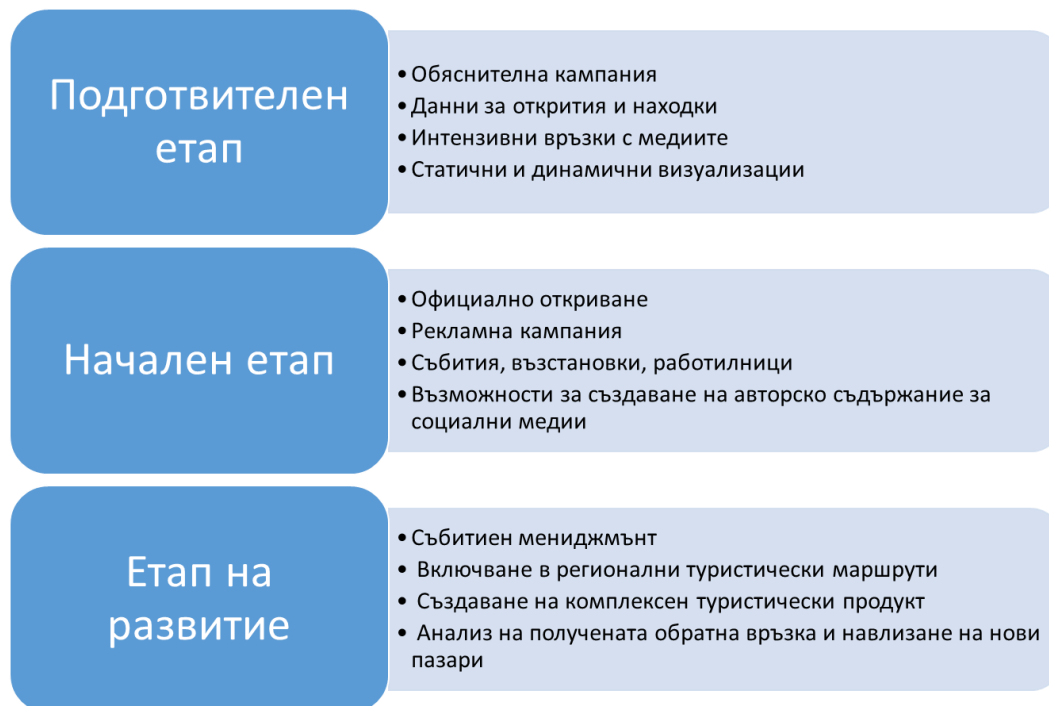 Подготвителен
етап
• Обяснителна кампания
• Данни за открития и находки
• Интензивни връзки с медиите
• Статични и динамични визуализации
Начален етап
• Официално откриване
• Рекламна кампания
• Събития, възстановки, работилници
• Възможности за създаване на авторско съдържание за
социални медии
Етап на
развитие
• Събитиен мениджмънт
• Включване в регионални туристически маршрути
• Създаване на комплексен туристически продукт
• Анализ на получената обратна връзка и навлизане на нови
пазари